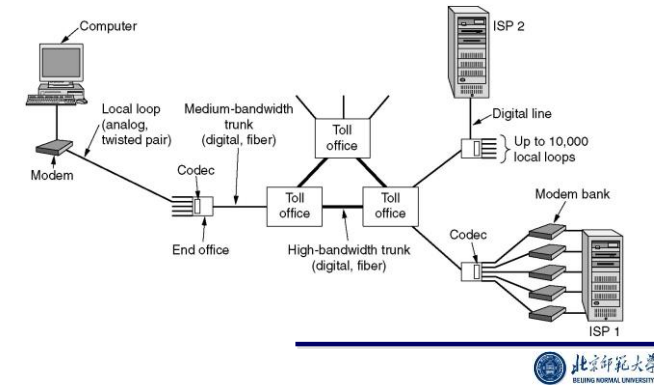 Computer
ISP 2
Local loop
(analog,
twisted pair)
Medium-bandwidth
trunk
(digital, fiber)
Digital line
Toll
office
Up to 10,000
local loops
Modem
Codec
Toll
office
Toll
office
Modem bank
End office
High-bandwidth trunk
(digital, fiber)
Codec
ISP 1
北京师范大学
BEIJING NORMAL UNIVERSITY